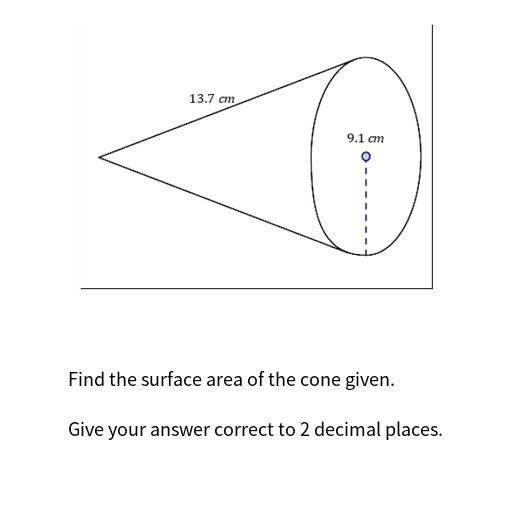 13.7 cm
9.1 cm
Find the surface area of the cone given.
Give your answer correct to 2 decimal places.